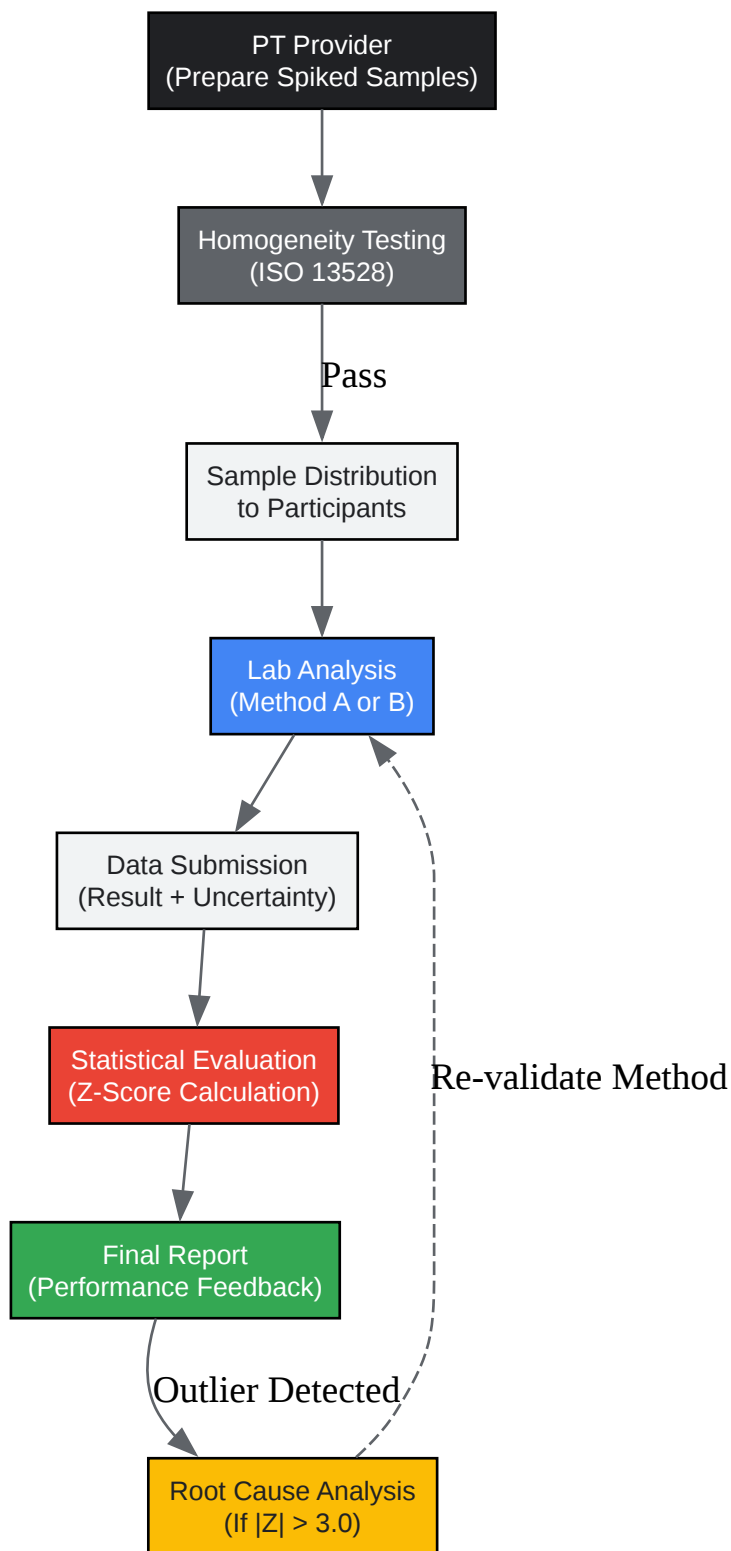 PT Provider
(Prepare Spiked Samples)
Homogeneity Testing
(ISO 13528)
Pass
Sample Distribution
to Participants
Lab Analysis
(Method A or B)
Data Submission
(Result + Uncertainty)
Statistical Evaluation
(Z-Score Calculation)
Re-validate Method
Final Report
(Performance Feedback)
Outlier Detected
Root Cause Analysis
(If |Z| > 3.0)